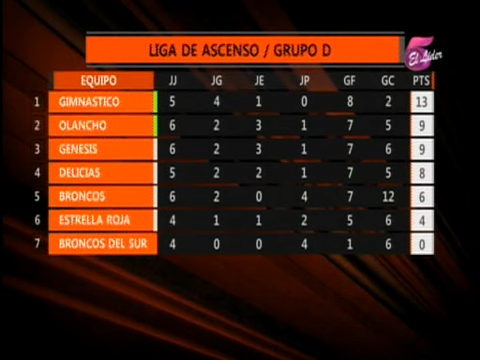 LIGA DE ASCENSO / GRUPO D
El Líder
EQUIPO JJ JG JE JP GF GC PTS
1 GIMNASTICO 5 4 1 0 8 2 13
2 OLANCHO 6 2 3 1 7 5 9
3 GENESIS 6 2 3 1 7 6 9
4 DELICIAS 5 2 2 1 7 5 8
5 BRONCOS 6 2 0 4 7 12 6
6 ESTRELLA ROJA 4 1 1 2 5 6 4
7 BRONCOS DEL SUR 4 0 0 4 1 6 0